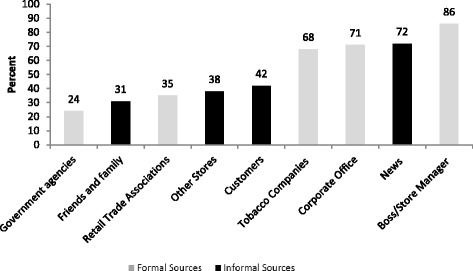 Percent
100
90
80
70
60
50
40
30
20
10
0
24
31
35
38
42
68
71
72
86
Government agencies
Friends and family
Retail Trade Associations
Other Stores
Customers
Tobacco Companies
Corporate Office
News
Boss/Store Manager
Formal Sources
Informal Sources